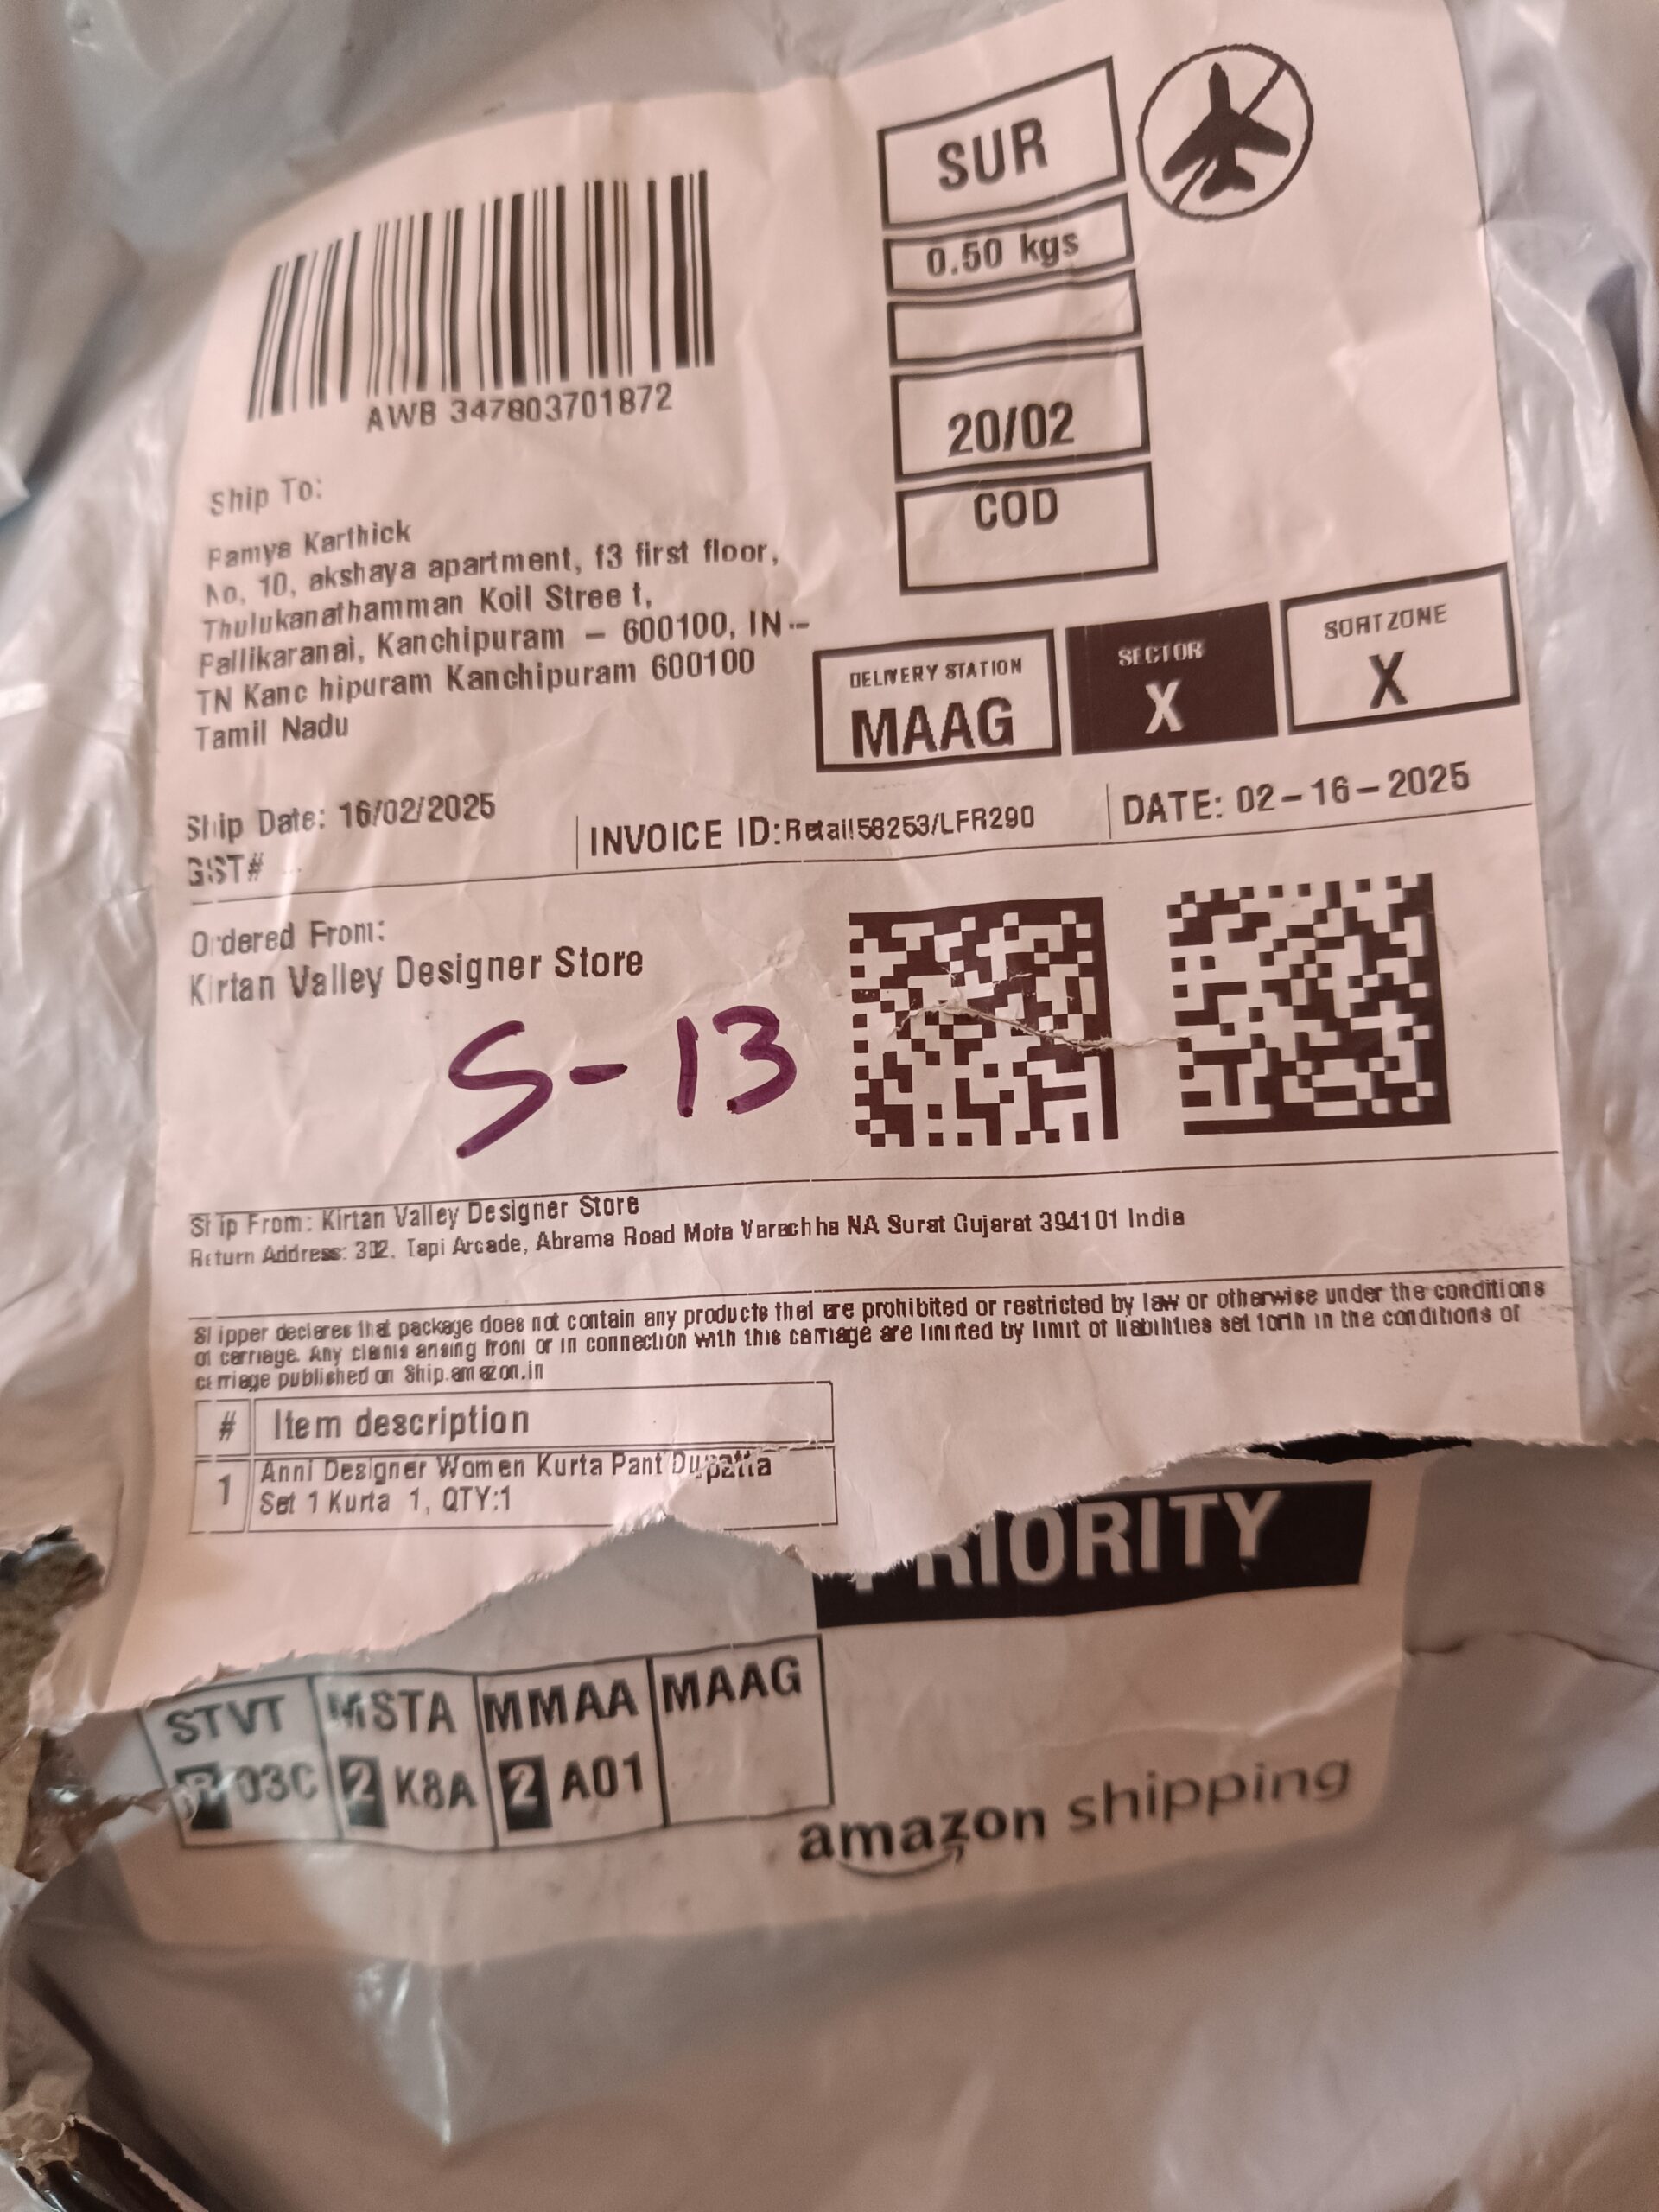 SUR
0.50 kgs
20/02
COD
AWB 347803701872
Ship To:
Ramya Karthick
No, 10, akshaya apartment, f3 first floor,
Thulukanathamman Koil Stree t,
Pallikaranai, Kanchipuram - 600100, IN--
TN Kanc hipuram Kanchipuram 600100
Tamil Nadu
DELIVERY STATION
MAAG
SECTOR
X
SORTZONE
X
Ship Date: 16/02/2025
GST#
INVOICE ID:Retail58253/LFR290
DATE: 02-16-2025
Ordered From:
Kirtan Valley Designer Store
S-13
Ship From: Kirtan Valley Designer Store
Return Address: 302, Tapi Arcade, Abrama Road Mota Varachha NA Surat Gujarat 394101 India
Shipper declares that package does not contain any products that are prohibited or restricted by law or otherwise under the conditions
of carriage. Any claims arising from or in connection with this carriage are limited by limit of liabilities set forth in the conditions of
carriage published on Ship.amazon.in
# Item description
1 Anni Designer Women Kurta Pant Dupatta
Set 1 Kurta 1, QTY:1
PRIORITY
STVT MSTA MMAA MAAG
03C 2 K8A 2 A01
amazon shipping